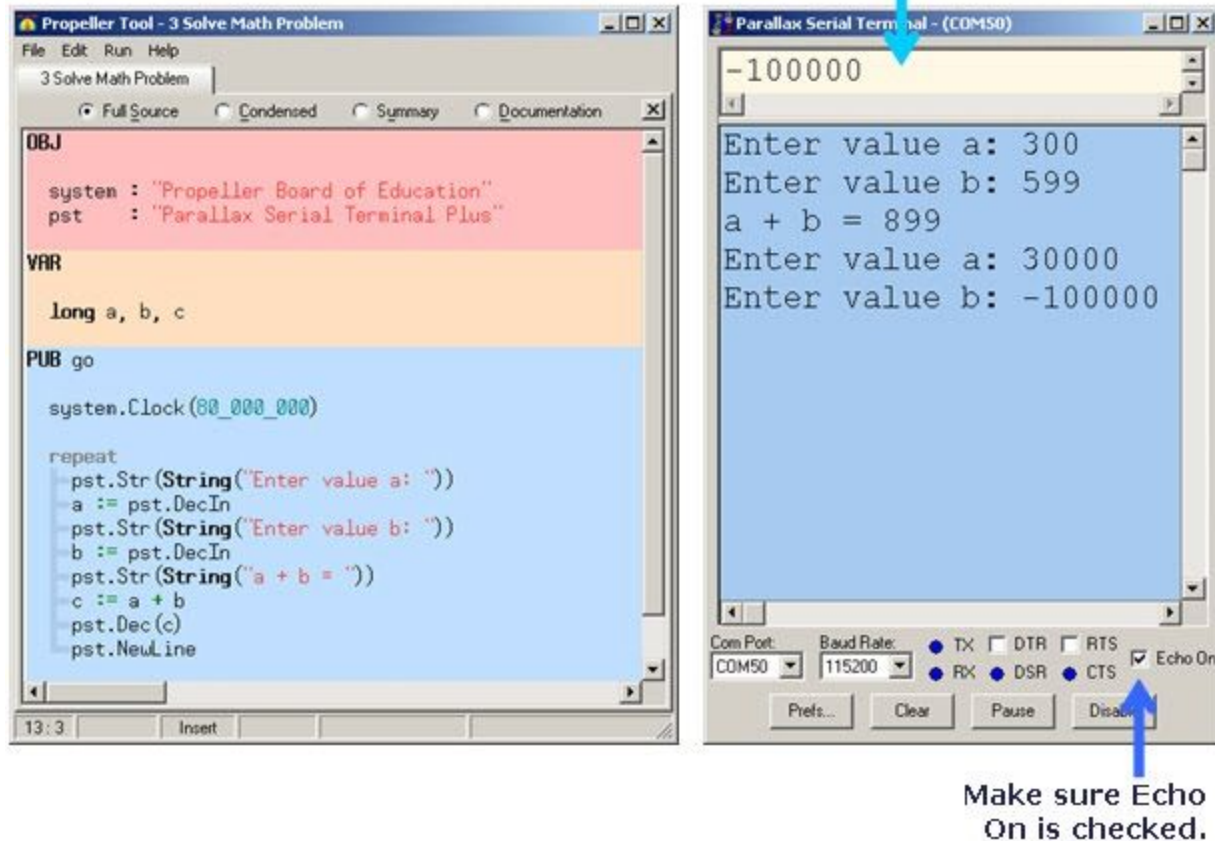 Propeller Tool - 3 Solve Math Problem
File Edit Run Help
3 Solve Math Problem
Full Source Condensed Summary Documentation
OBJ
system : "Propeller Board of Education"
pst : "Parallax Serial Terminal Plus"
VAR
long a, b, c
PUB go
system.Clock(80_000_000)
repeat
pst.Str(String("Enter value a: "))
a := pst.DecIn
pst.Str(String("Enter value b: "))
b := pst.DecIn
pst.Str(String("a + b = "))
c := a + b
pst.Dec(c)
pst.NewLine
13 : 3 Insert
Parallax Serial Terminal - (COM50)
-100000
Enter value a: 300
Enter value b: 599
a + b = 899
Enter value a: 30000
Enter value b: -100000
Com Port: Baud Rate: TX DTR RTS
COM50 115200 RX DSR CTS Echo On
Prefs... Clear Pause
Make sure Echo
On is checked.